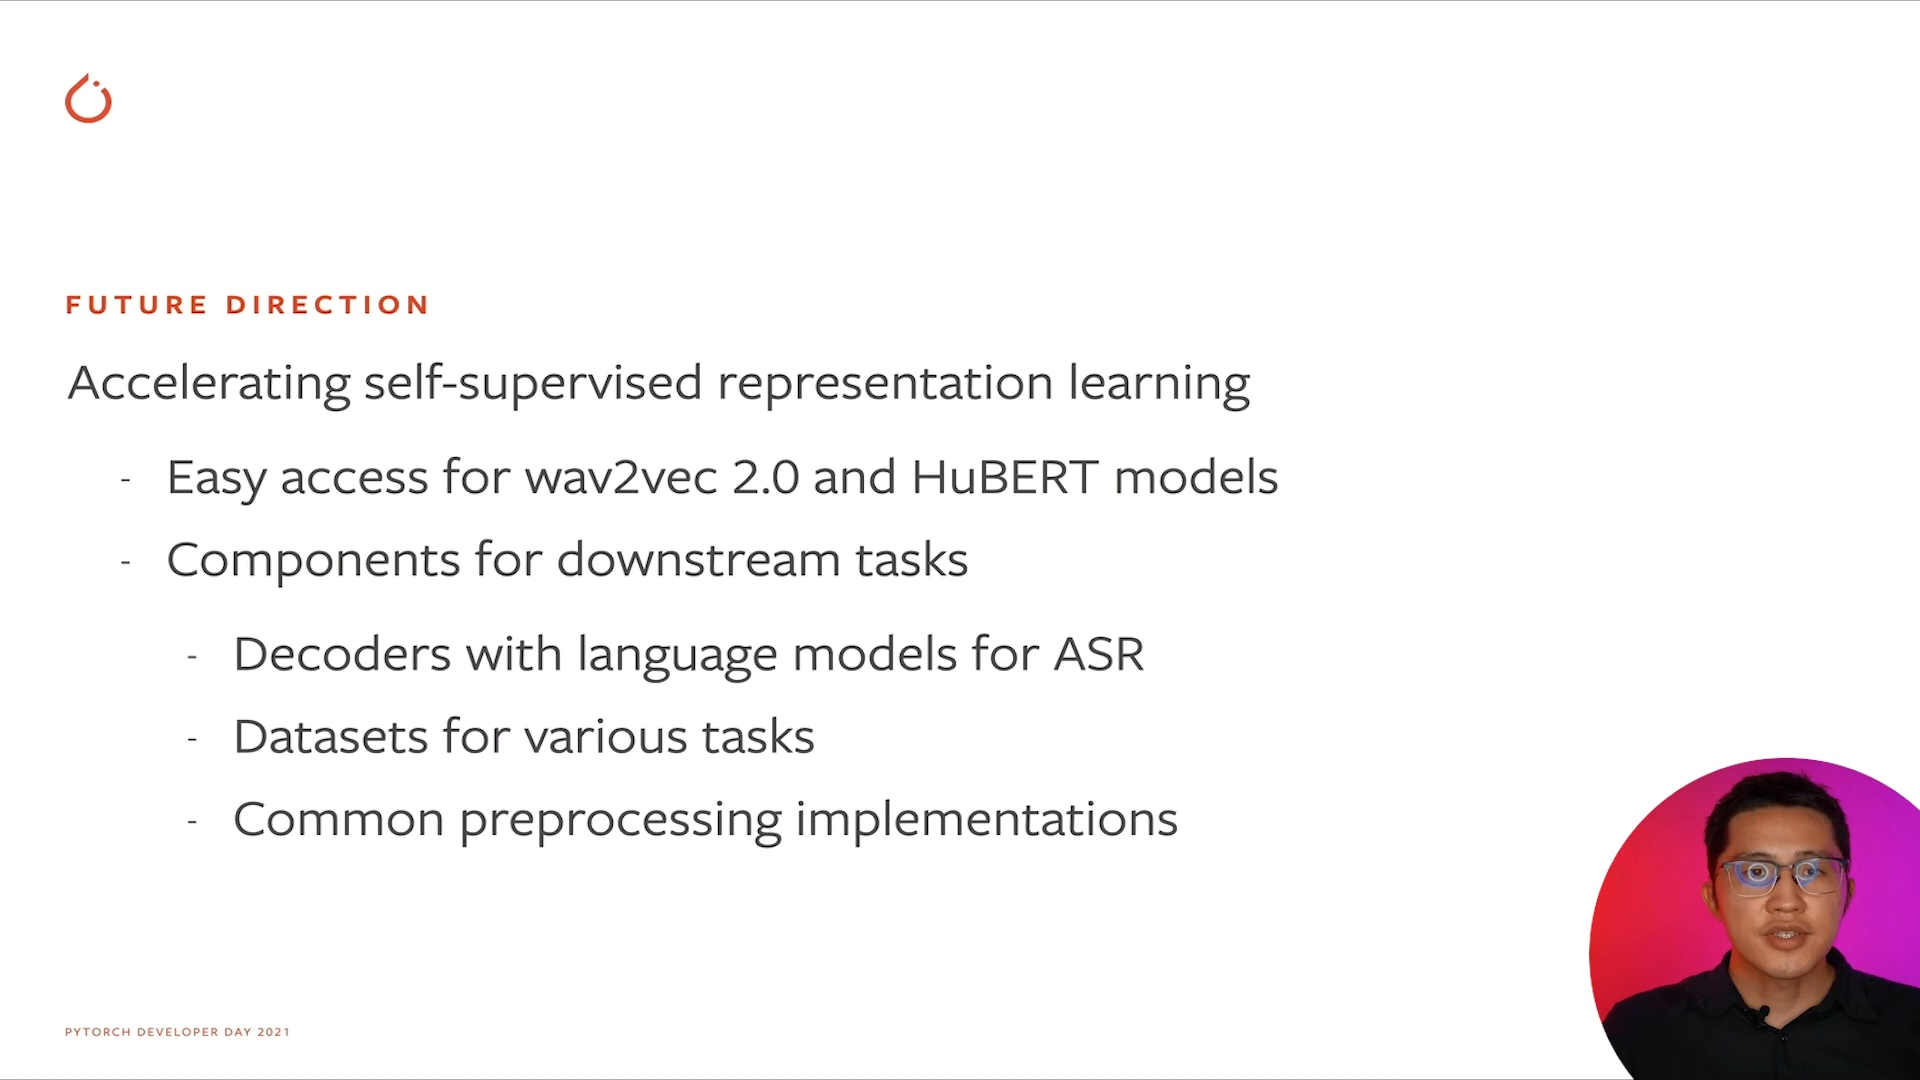 FUTURE DIRECTION
Accelerating self-supervised representation learning
- Easy access for wav2vec 2.0 and HuBERT models
- Components for downstream tasks
- Decoders with language models for ASR
- Datasets for various tasks
- Common preprocessing implementations
PYTORCH DEVELOPER DAY 2021